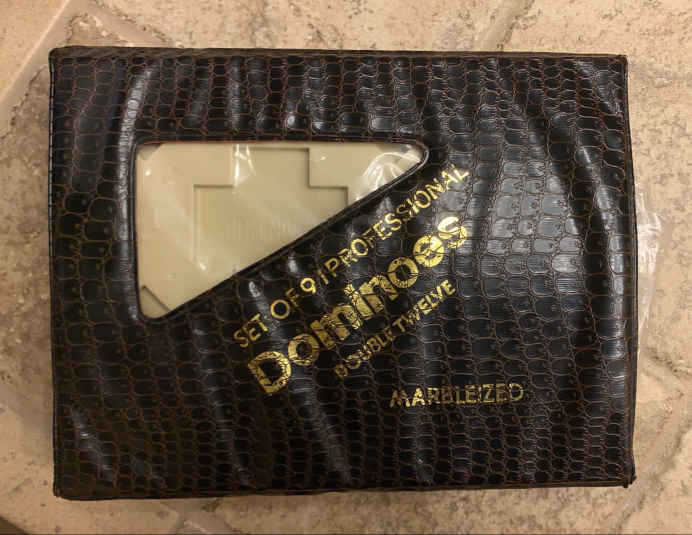 SET OF 91 PROFESSIONAL
Dominoes
DOUBLE TWELVE
MARBLEIZED